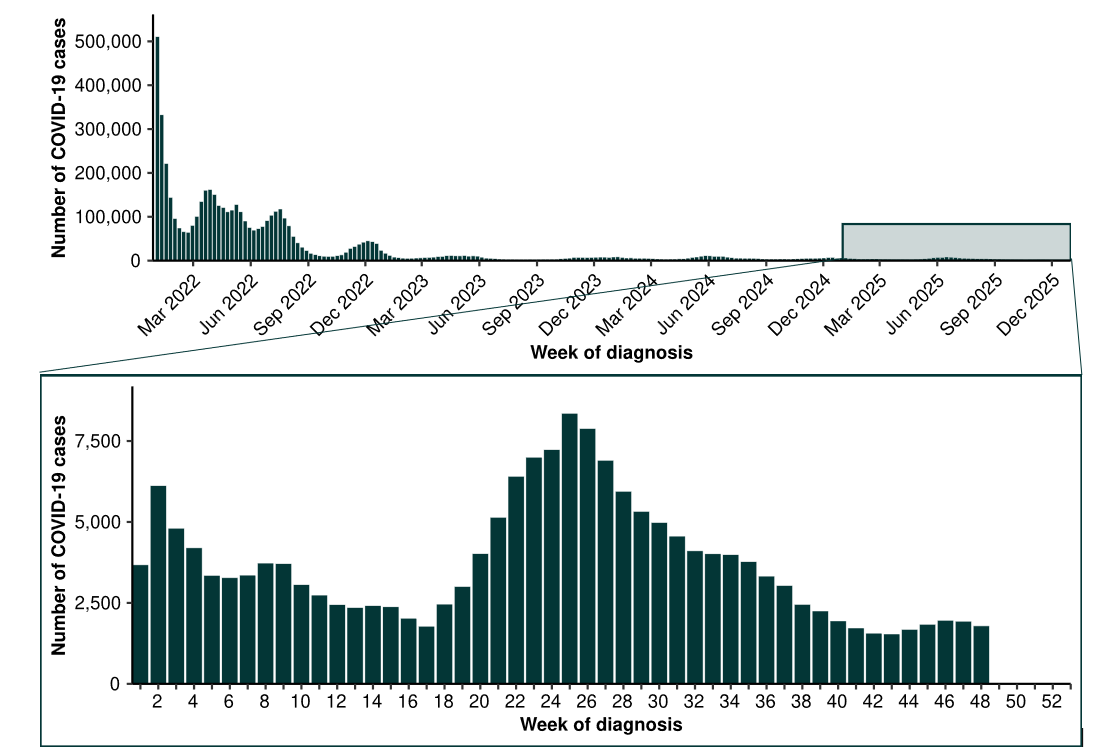 Number of COVID-19 cases
500,000
400,000
300,000
200,000
100,000
0
Mar 2022 Jun 2022 Sep 2022 Dec 2022 Mar 2023 Jun 2023 Sep 2023 Dec 2023 Mar 2024 Jun 2024 Sep 2024 Dec 2024 Mar 2025 Jun 2025 Sep 2025 Dec 2025
Week of diagnosis
Number of COVID-19 cases
7,500
5,000
2,500
0
2 4 6 8 10 12 14 16 18 20 22 24 26 28 30 32 34 36 38 40 42 44 46 48 50 52
Week of diagnosis